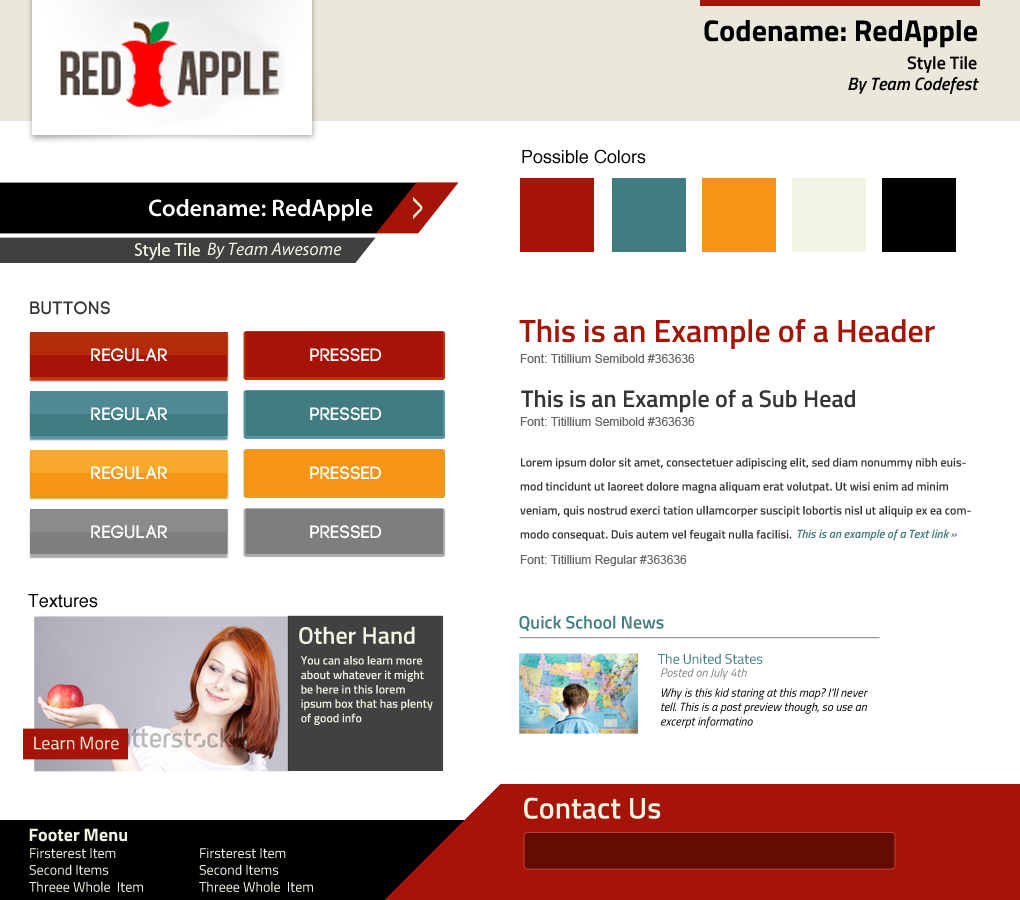 RED APPLE
Codename: RedApple
Style Tile
By Team Codefest
Codename: RedApple
Style Tile By Team Awesome
Possible Colors
BUTTONS
REGULAR PRESSED
REGULAR PRESSED
REGULAR PRESSED
REGULAR PRESSED
This is an Example of a Header
Font: Titillium Semibold #363636
This is an Example of a Sub Head
Font: Titillium Semibold #363636
Lorem ipsum dolor sit amet, consectetuer adipiscing elit, sed diam nonummy nibh euis-
mod tincidunt ut laoreet dolore magna aliquam erat volutpat. Ut wisi enim ad minim
veniam, quis nostrud exerci tation ullamcorper suscipit lobortis nisl ut aliquip ex ea com-
modo consequat. Duis autem vel feugait nulla facilisi. This is an example of a Text link »
Font: Titillium Regular #363636
Textures
Other Hand
You can also learn more
about whatever it might
be here in this lorem
ipsum box that has plenty
of good info
Learn More
utterstock
Quick School News
The United States
Posted on July 4th
Why is this kid staring at this map? I'll never
tell. This is a post preview though, so use an
excerpt informatino
Contact Us
Footer Menu
Firsterest Item Firsterest Item
Second Items Second Items
Threee Whole Item Threee Whole Item